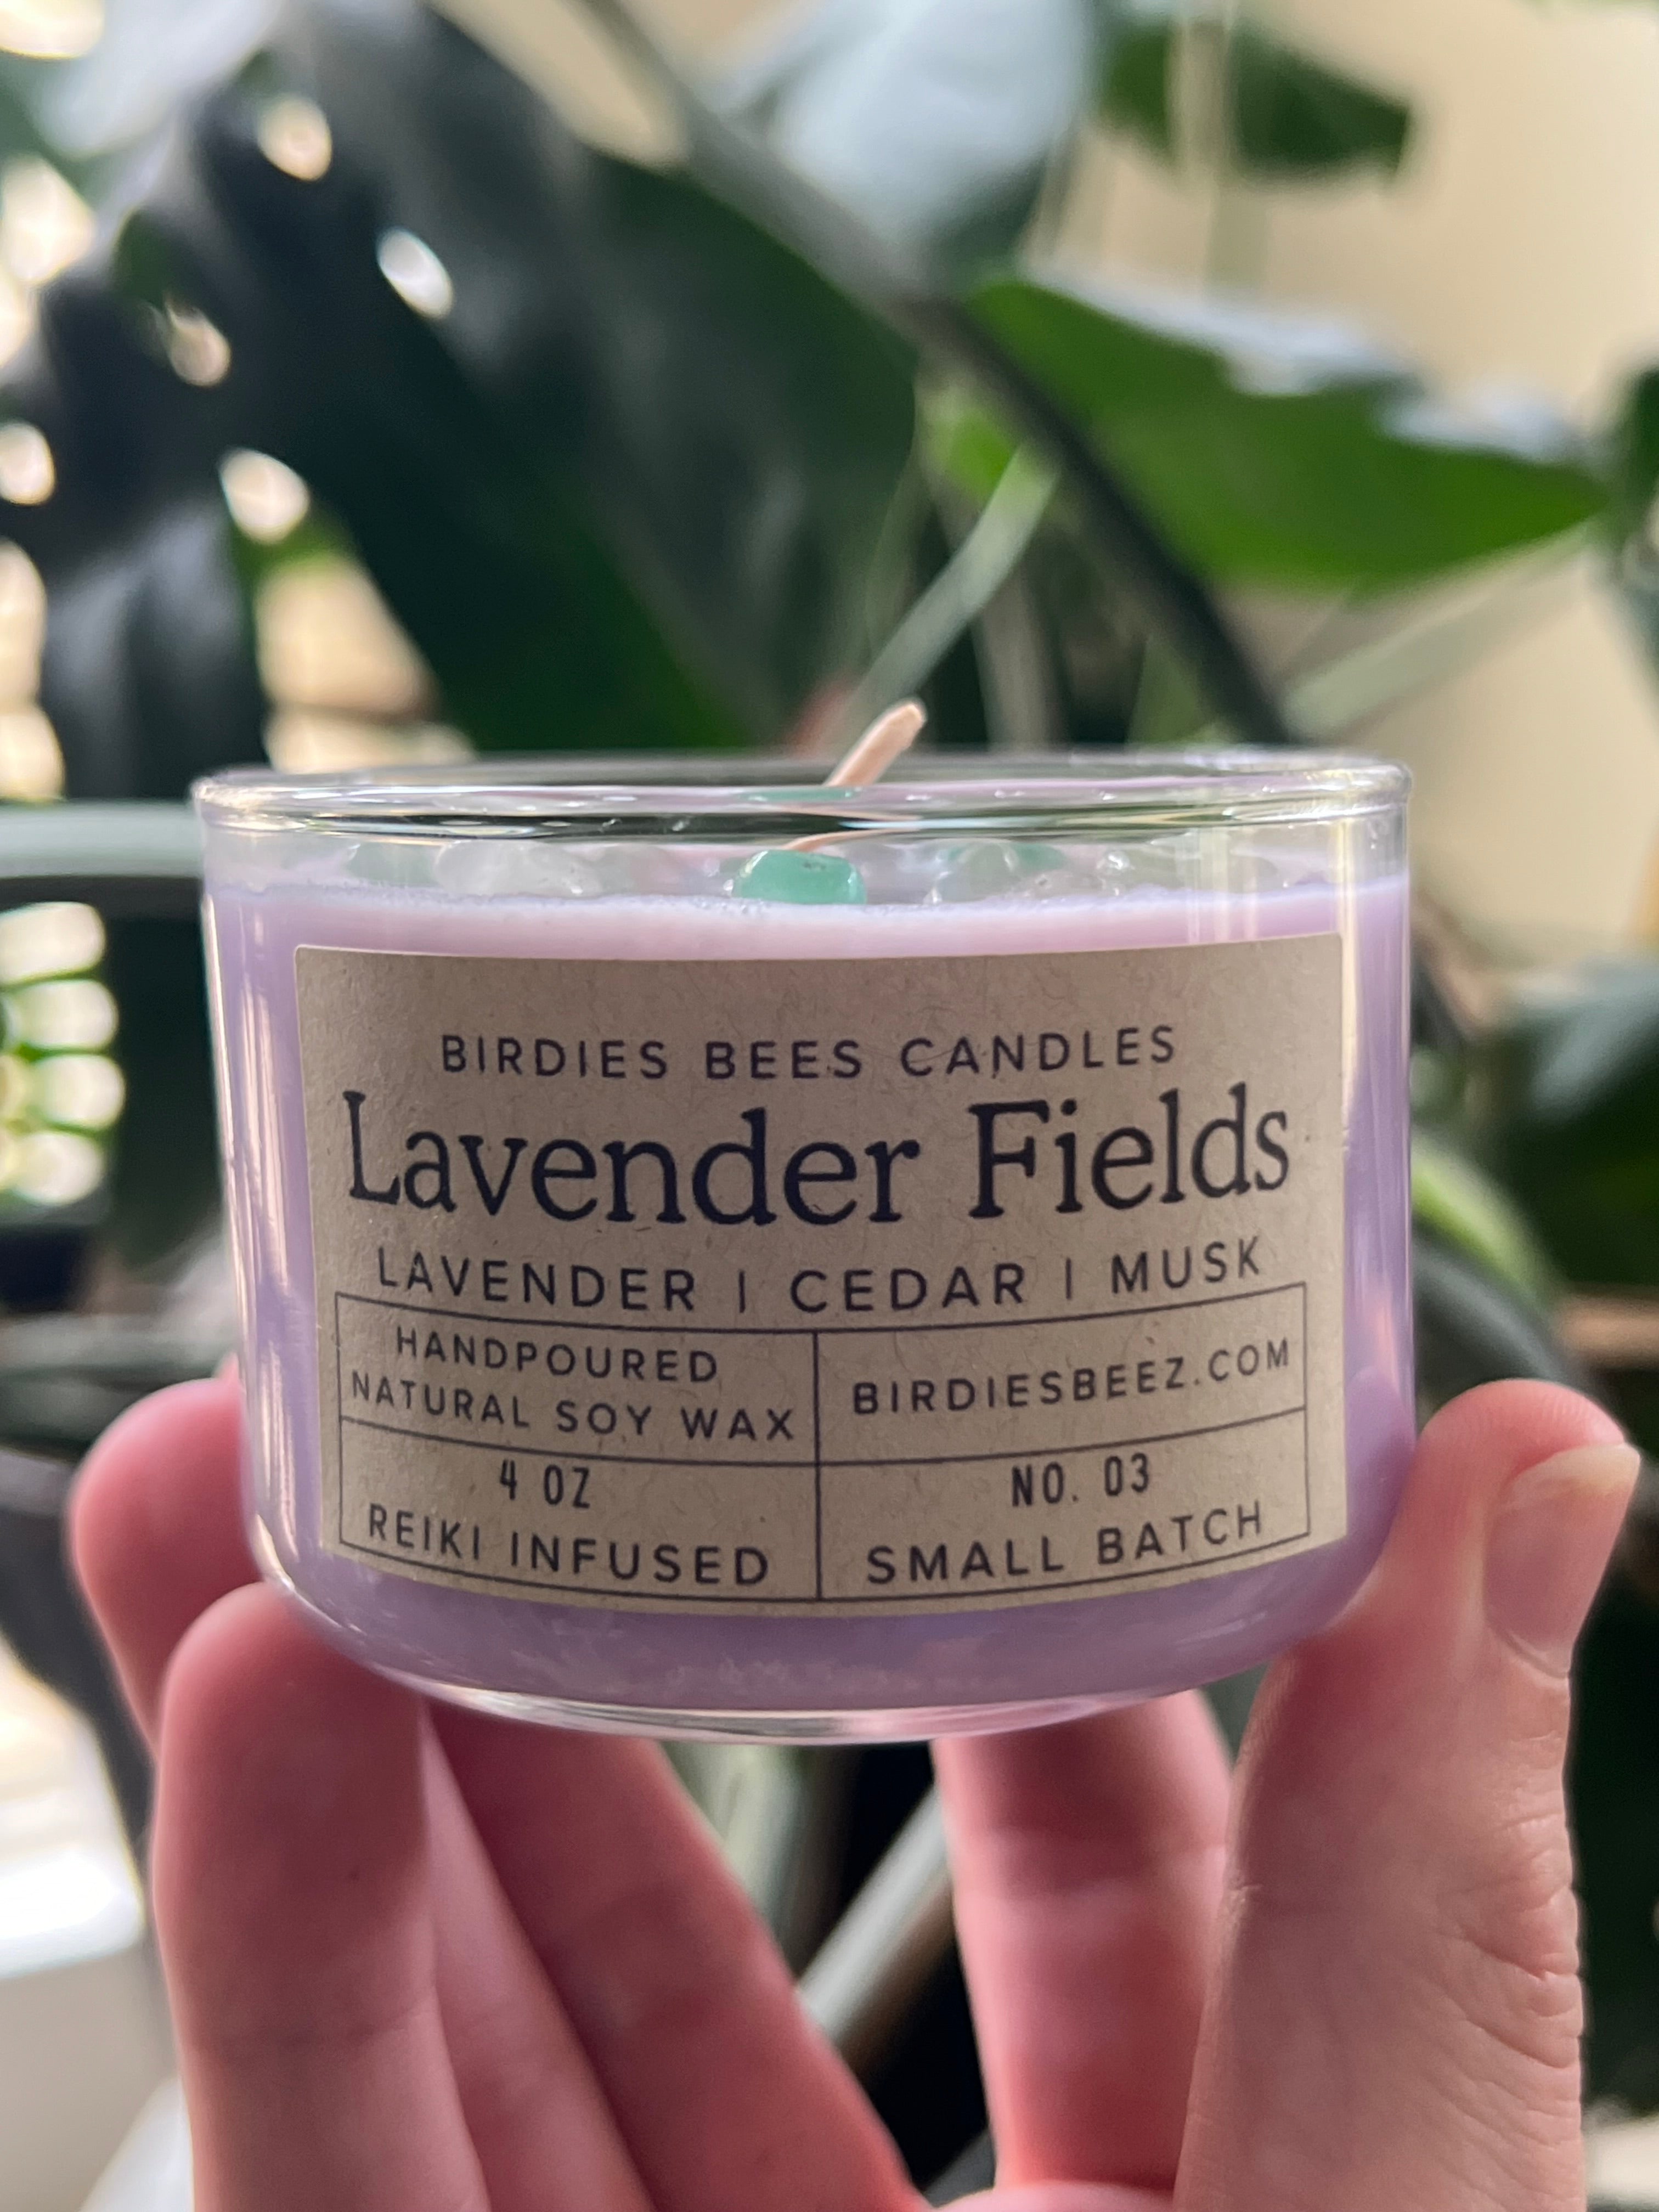 BIRDIES BEES CANDLES
Lavender Fields
LAVENDER | CEDAR | MUSK
HANDPOURED
NATURAL SOY WAX
BIRDIESBEEZ.COM
4 OZ
REIKI INFUSED
NO. 03
SMALL BATCH